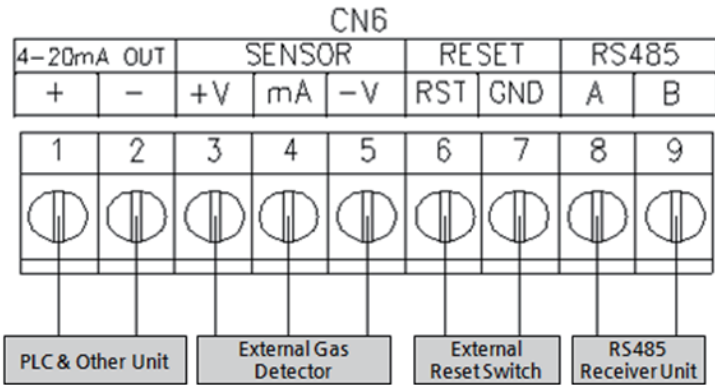 CN6
4-20mA OUT SENSOR RESET RS485
+ - +V mA -V RST GND A B
1 2 3 4 5 6 7 8 9
PLC & Other Unit External Gas Detector External Reset Switch RS485 Receiver Unit